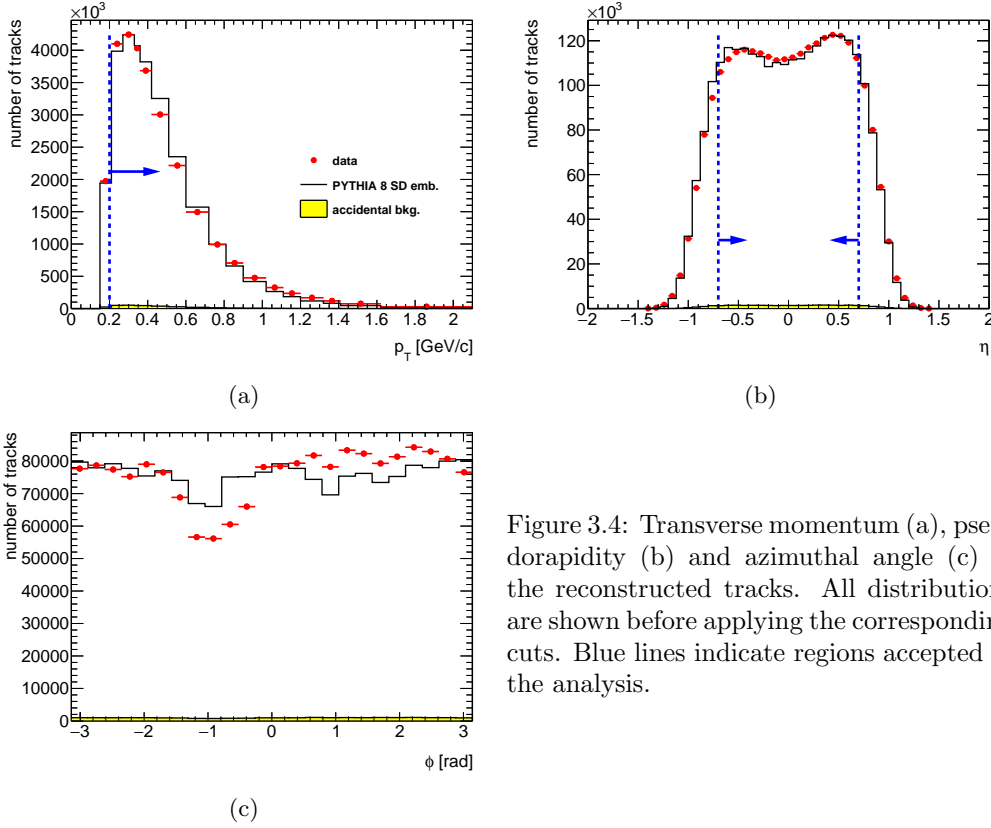 ×10³
number of tracks
4500
4000
3500
3000
2500
2000
1500
1000
500
0
data
PYTHIA 8 SD emb.
accidental bkg.
0 0.2 0.4 0.6 0.8 1 1.2 1.4 1.6 1.8 2
p_T [GeV/c]
(a)
×10³
number of tracks
120
100
80
60
40
20
0
−2 −1.5 −1 −0.5 0 0.5 1 1.5 2
η
(b)
number of tracks
80000
70000
60000
50000
40000
30000
20000
10000
0
−3 −2 −1 0 1 2 3
ϕ [rad]
(c)
Figure 3.4: Transverse momentum (a), pse
dorapidity (b) and azimuthal angle (c)
the reconstructed tracks. All distribution
are shown before applying the correspondin
cuts. Blue lines indicate regions accepted
the analysis.